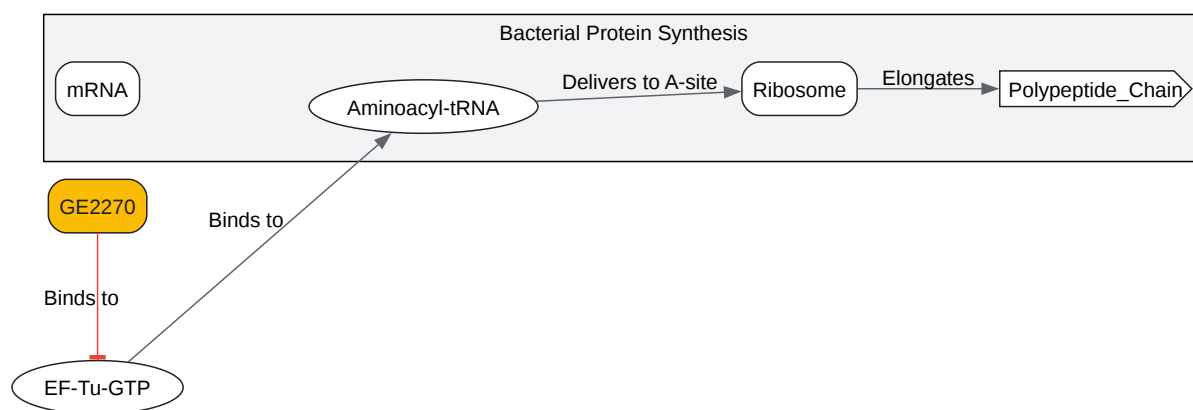 Bacterial Protein Synthesis
mRNA
Aminoacyl-tRNA
Delivers to A-site
Ribosome
Elongates
Polypeptide_Chain
GE2270
Binds to
Binds to
EF-Tu-GTP